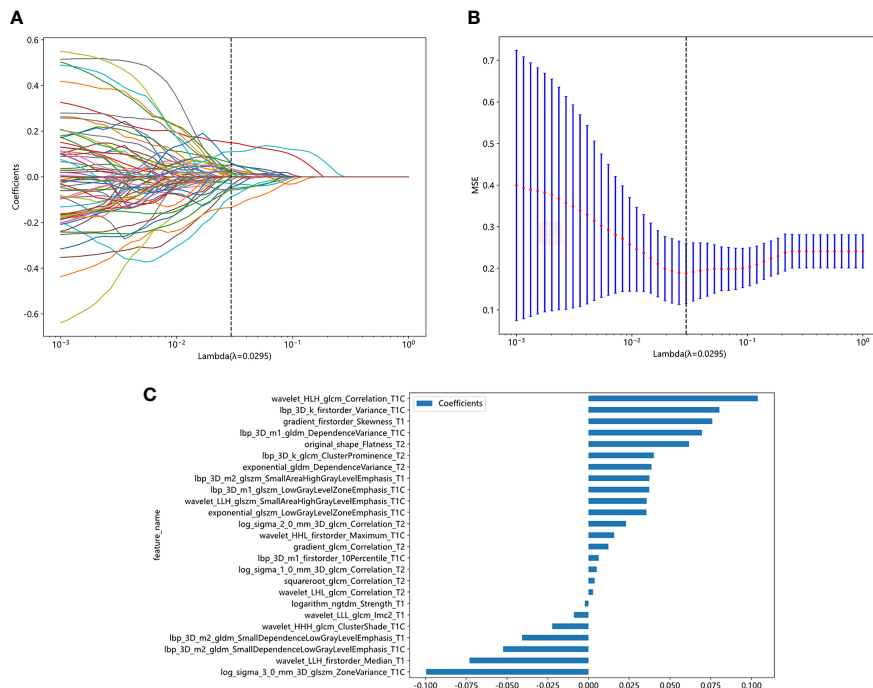 A
0.6
0.4
0.2
0.0
-0.2
-0.4
-0.6
Coefficients
10⁻³
10⁻²
10⁻¹
10⁰
Lambda(λ=0.0295)
B
0.7
0.6
0.5
0.4
0.3
0.2
0.1
MSE
10⁻³
10⁻²
10⁻¹
10⁰
Lambda(λ=0.0295)
C
Coefficients
feature_name
wavelet_HLH_glcm_Correlation_T1C
lbp_3D_k_firstorder_Variance_T1C
gradient_firstorder_Skewness_T1
lbp_3D_m1_gldm_DependenceVariance_T1C
original_shape_Flatness_T2
lbp_3D_k_glcm_ClusterProminence_T2
exponential_gldm_DependenceVariance_T2
lbp_3D_m2_glszm_SmallAreaHighGrayLevelEmphasis_T1
lbp_3D_m1_glszm_LowGrayLevelZoneEmphasis_T1C
wavelet_LLH_glszm_SmallAreaHighGrayLevelEmphasis_T1C
exponential_glszm_LowGrayLevelZoneEmphasis_T1C
log_sigma_2_0_mm_3D_glcm_Correlation_T2
wavelet_HHL_firstorder_Maximum_T1C
gradient_glcm_Correlation_T2
lbp_3D_m1_firstorder_10Percentile_T1C
log_sigma_1_0_mm_3D_glcm_Correlation_T2
squareroot_glcm_Correlation_T2
wavelet_LHL_glcm_Correlation_T2
logarithm_ngtdm_Strength_T1
wavelet_LLL_glcm_Imc2_T1
wavelet_HHH_glcm_ClusterShade_T1C
lbp_3D_m2_gldm_SmallDependenceLowGrayLevelEmphasis_T1
lbp_3D_m2_gldm_SmallDependenceLowGrayLevelEmphasis_T1C
wavelet_LLH_firstorder_Median_T1
log_sigma_3_0_mm_3D_glszm_ZoneVariance_T1C
-0.100 -0.075 -0.050 -0.025 0.000 0.025 0.050 0.075 0.100